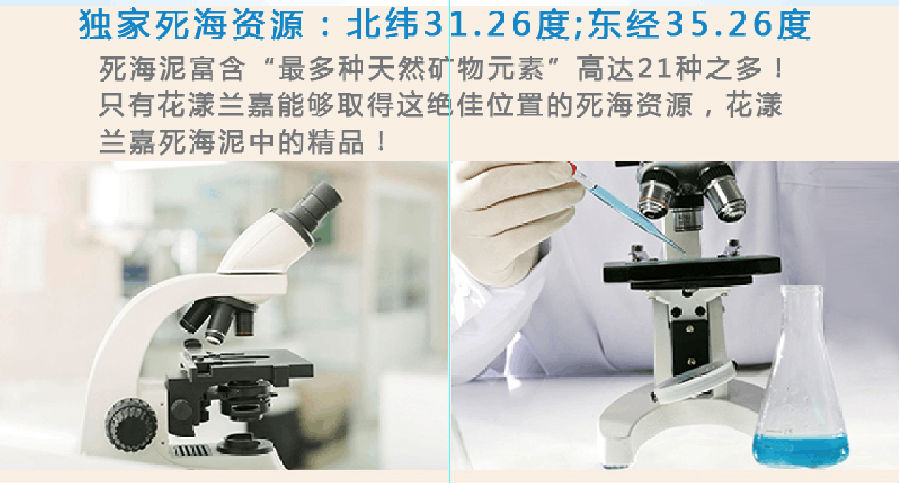 独家死海资源：北纬31.26度;东经35.26度
死海泥富含“最多种天然矿物元素”高达21种之多！
只有花漾兰嘉能够取得这绝佳位置的死海资源，花漾
兰嘉死海泥中的精品！